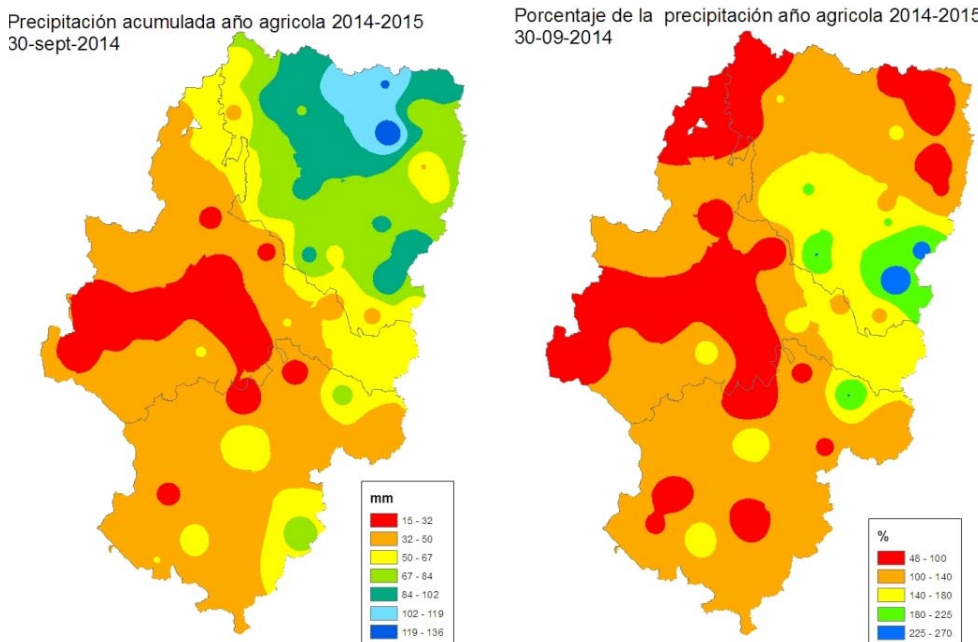 Precipitación acumulada año agricola 2014-2015
30-sept-2014
mm
15 - 32
32 - 50
50 - 67
67 - 84
84 - 102
102 - 119
119 - 136
Porcentaje de la precipitación año agricola 2014-2015
30-09-2014
%
48 - 100
100 - 140
140 - 180
180 - 225
225 - 270